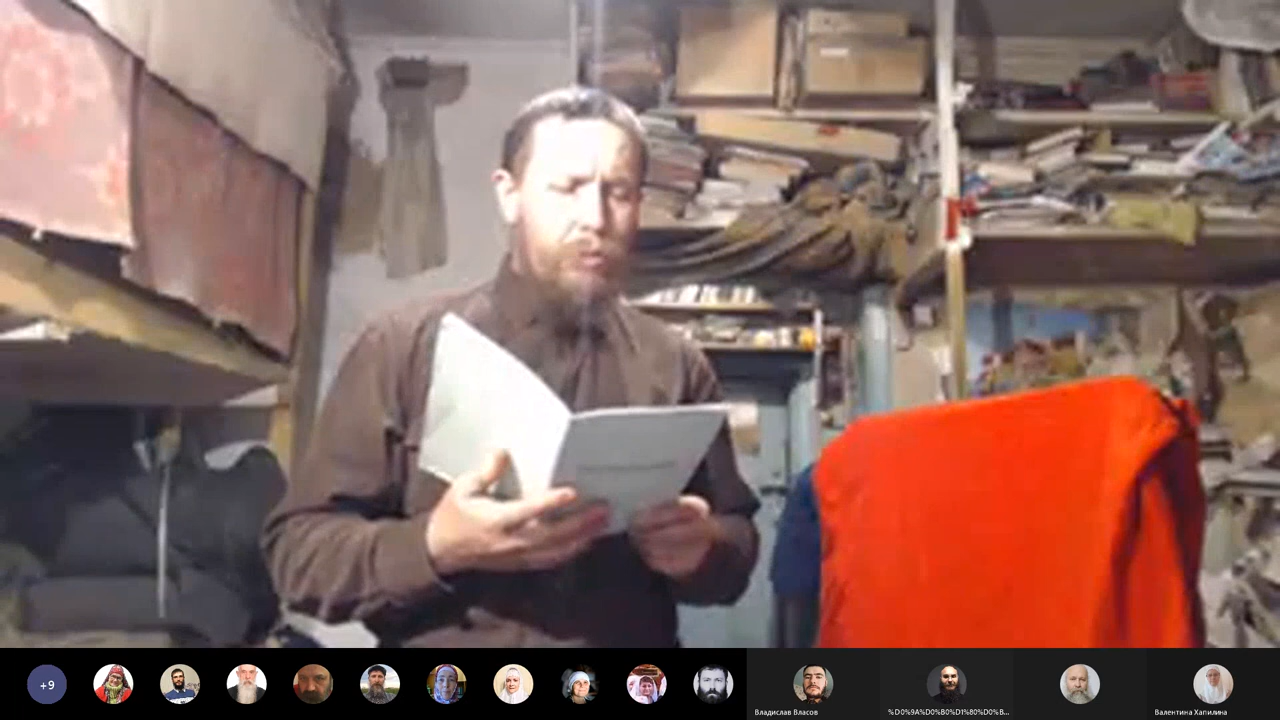 +9
Владислав Власов
%D0%9A%D0%B0%D1%80%D0%B...
Валентина Хапилина